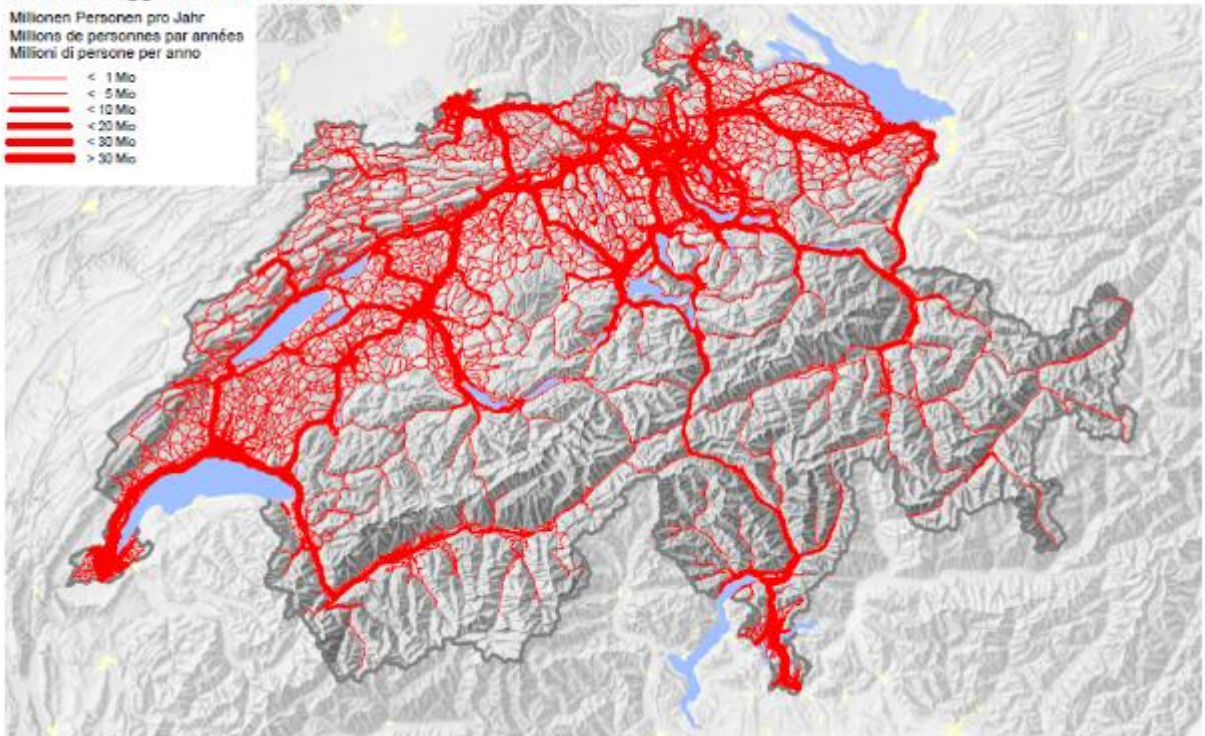 Millionen Personen pro Jahr
Millions de personnes par années
Millioni di persone per anno
< 1 Mio
< 5 Mio
< 10 Mio
< 20 Mio
< 30 Mio
> 30 Mio